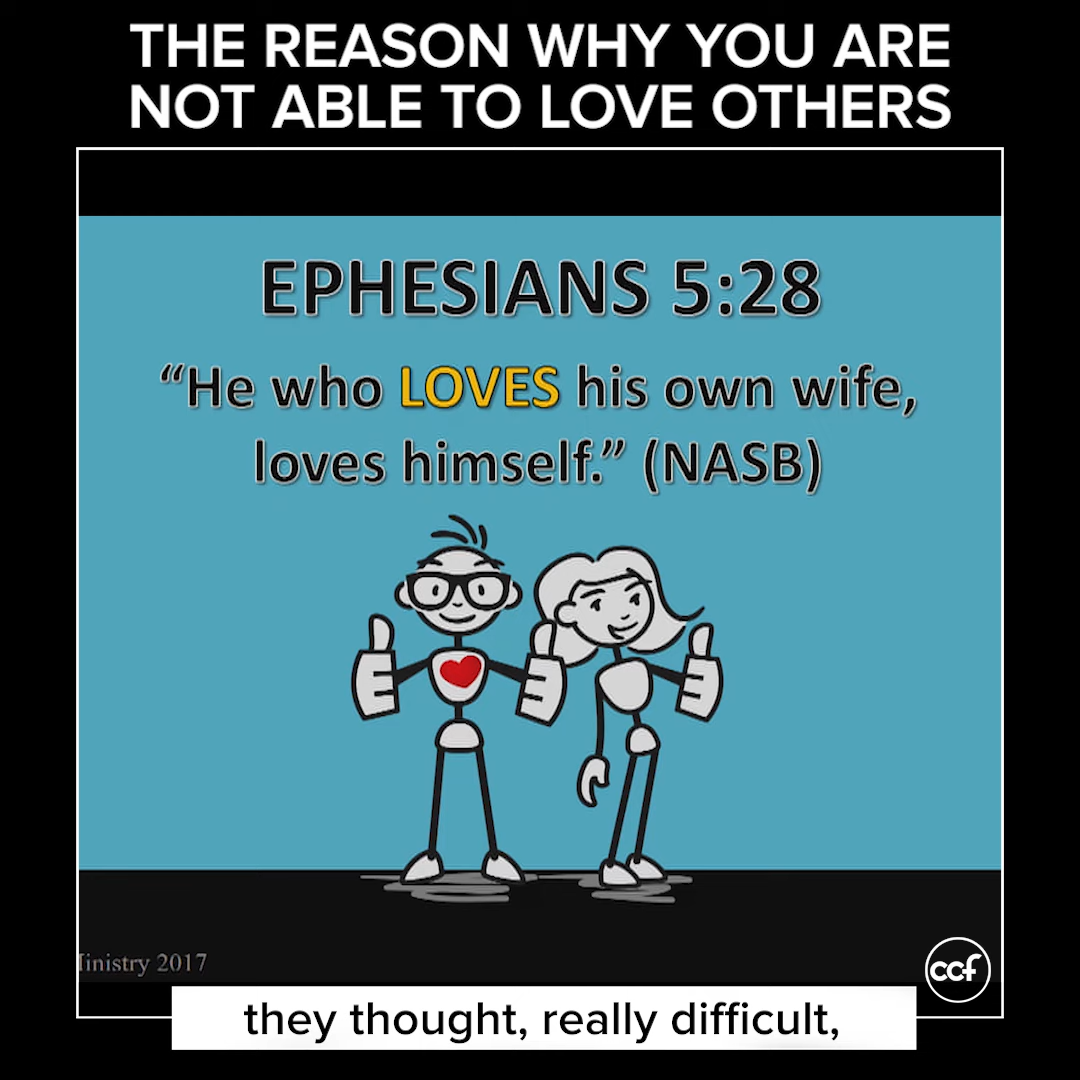 THE REASON WHY YOU ARE
NOT ABLE TO LOVE OTHERS
EPHESIANS 5:28
“He who LOVES his own wife,
loves himself.” (NASB)
2017
ccf
they thought, really difficult,